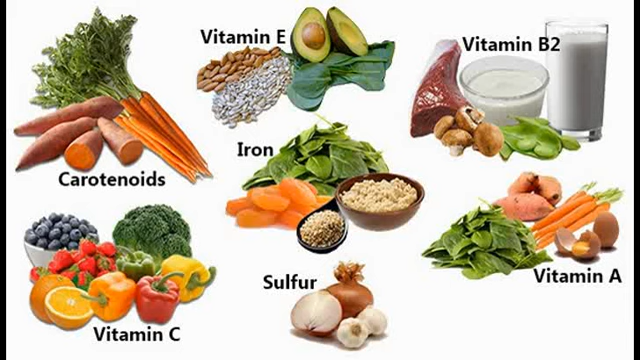 Vitamin E
Vitamin B2
Iron
Carotenoids
Sulfur
Vitamin A
Vitamin C